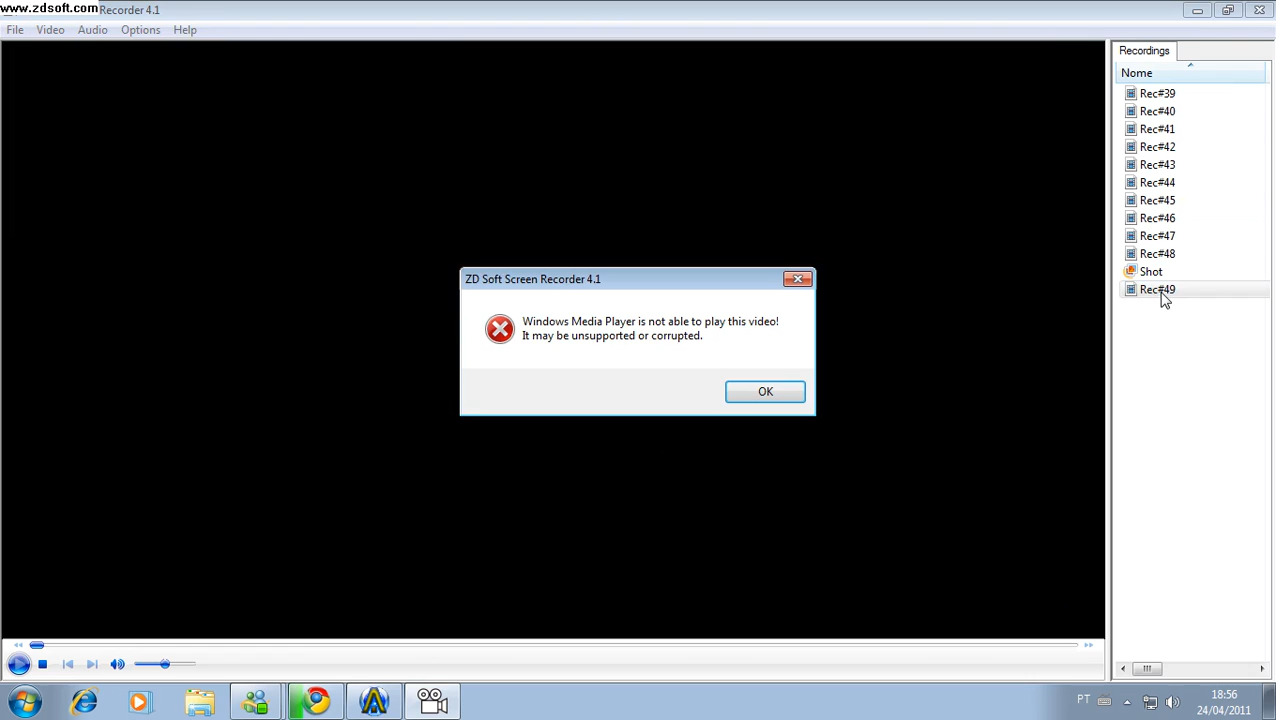 www.zdsoft.com Recorder 4.1
File Video Audio Options Help
Recordings
Nome
Rec#39
Rec#40
Rec#41
Rec#42
Rec#43
Rec#44
Rec#45
Rec#46
Rec#47
Rec#48
Shot
Rec#49
ZD Soft Screen Recorder 4.1
Windows Media Player is not able to play this video!
It may be unsupported or corrupted.
OK
PT
18:56
24/04/2011